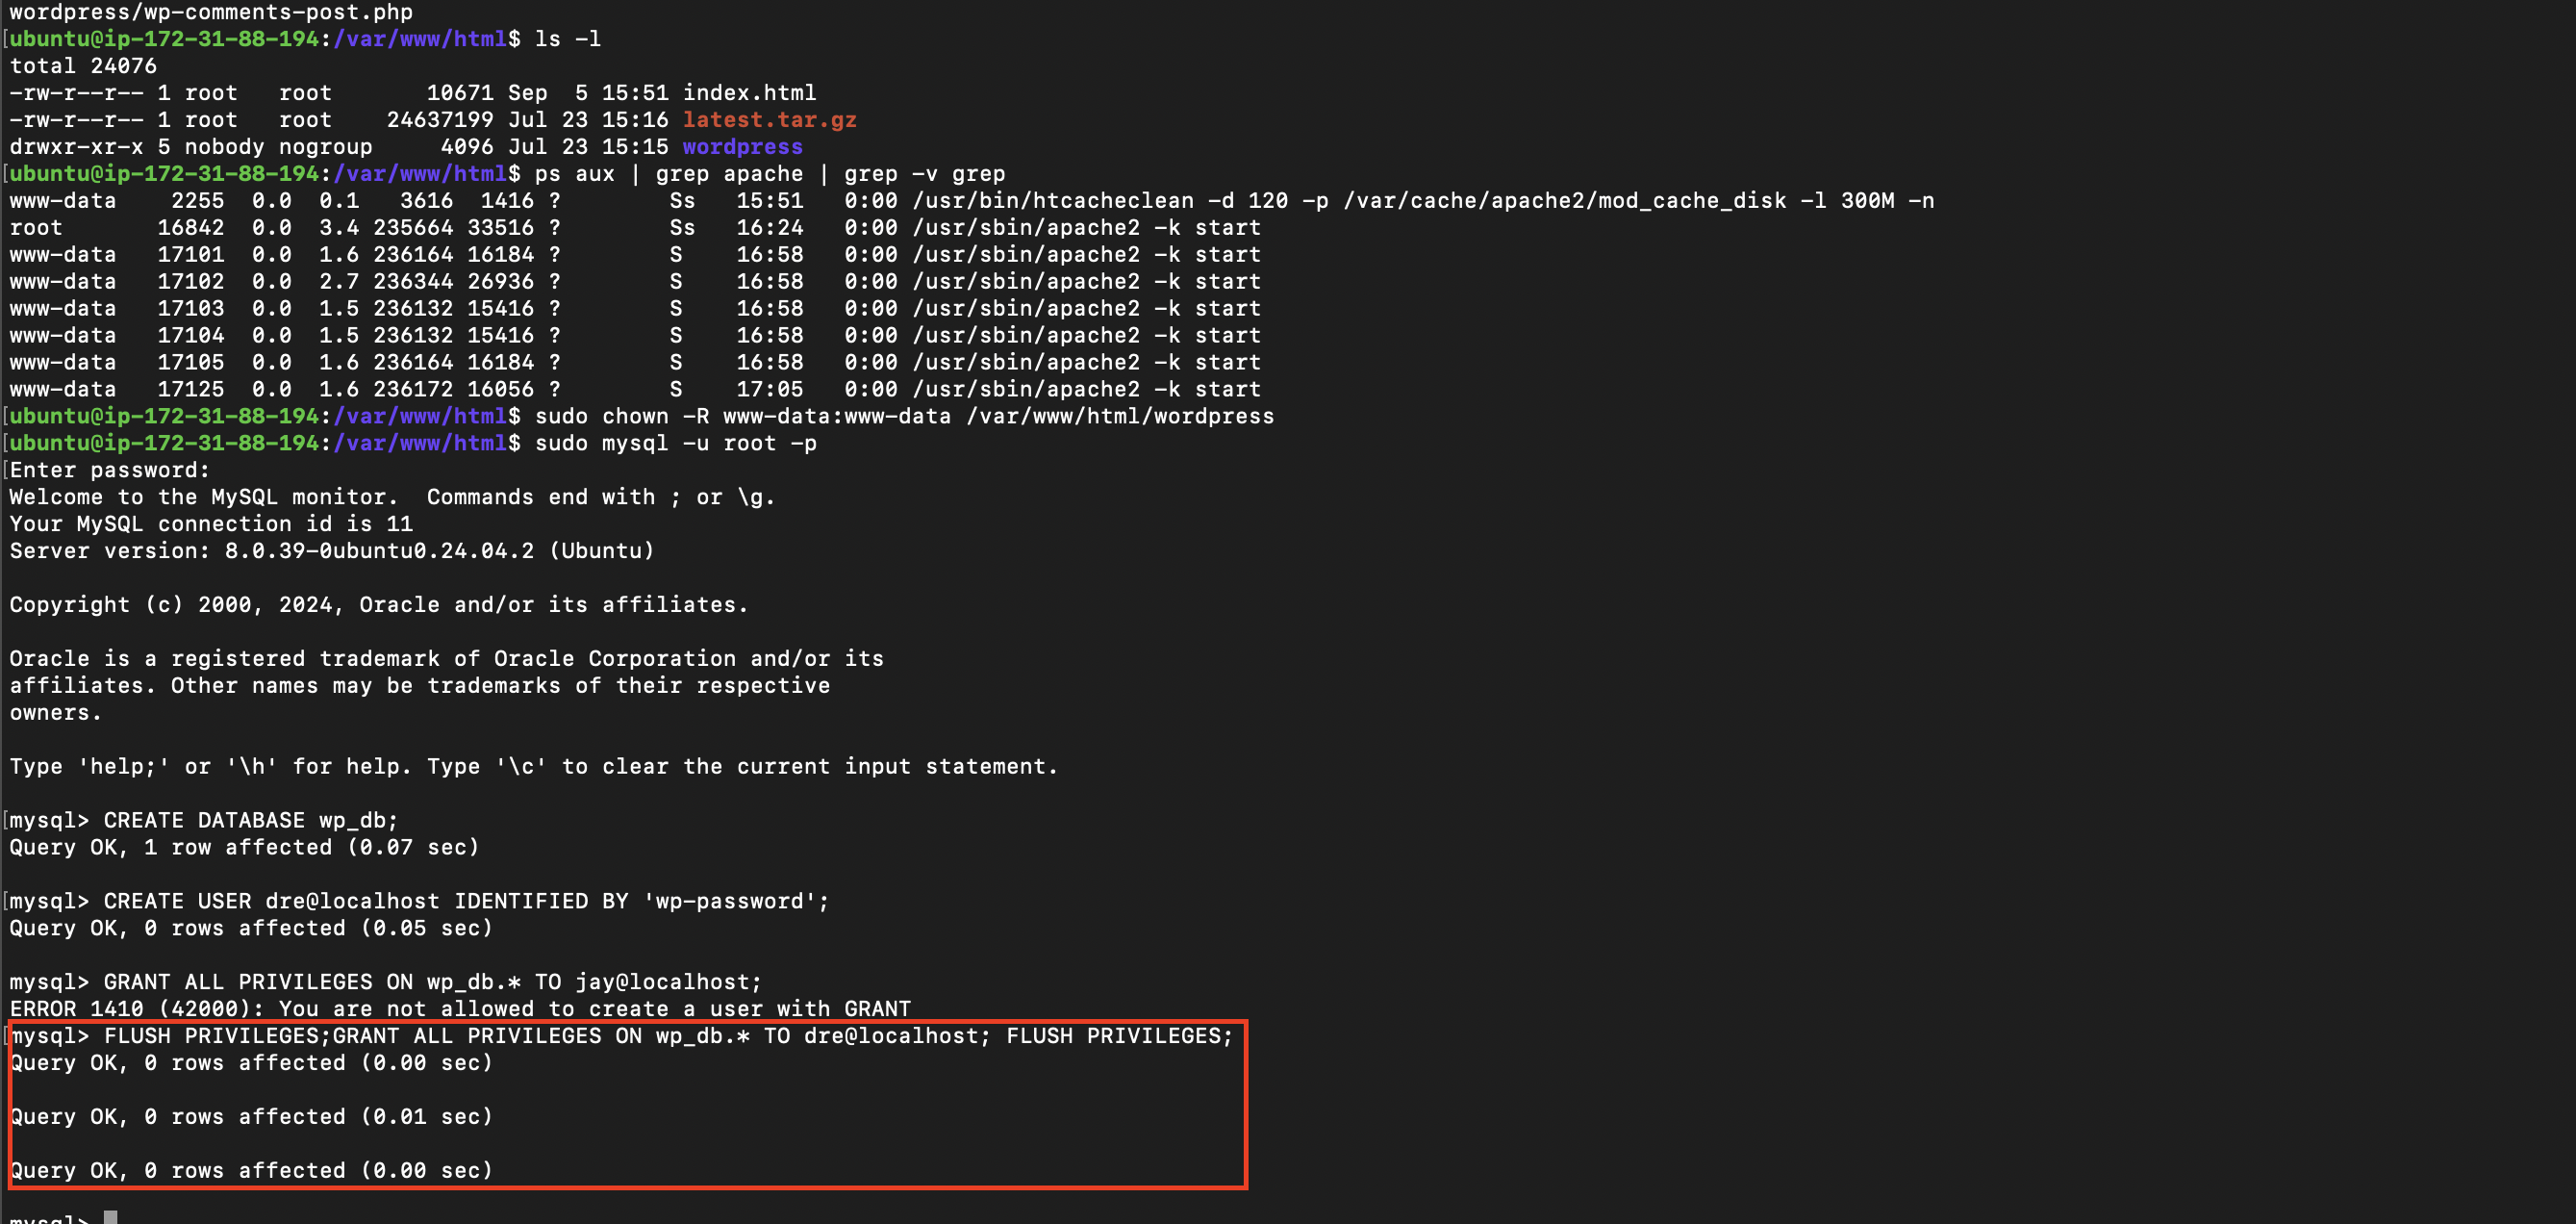 wordpress/wp-comments-post.php
[ubuntu@ip-172-31-88-194:/var/www/html$ ls -l
total 24076
-rw-r--r-- 1 root   root       10671 Sep  5 15:51 index.html
-rw-r--r-- 1 root   root    24637199 Jul 23 15:16 latest.tar.gz
drwxr-xr-x 5 nobody nogroup     4096 Jul 23 15:15 wordpress
[ubuntu@ip-172-31-88-194:/var/www/html$ ps aux | grep apache | grep -v grep
www-data    2255  0.0  0.1   3616  1416 ?        Ss   15:51   0:00 /usr/bin/htcacheclean -d 120 -p /var/cache/apache2/mod_cache_disk -l 300M -n
root       16842  0.0  3.4 235664 33516 ?        Ss   16:24   0:00 /usr/sbin/apache2 -k start
www-data   17101  0.0  1.6 236164 16184 ?        S    16:58   0:00 /usr/sbin/apache2 -k start
www-data   17102  0.0  2.7 236344 26936 ?        S    16:58   0:00 /usr/sbin/apache2 -k start
www-data   17103  0.0  1.5 236132 15416 ?        S    16:58   0:00 /usr/sbin/apache2 -k start
www-data   17104  0.0  1.5 236132 15416 ?        S    16:58   0:00 /usr/sbin/apache2 -k start
www-data   17105  0.0  1.6 236164 16184 ?        S    16:58   0:00 /usr/sbin/apache2 -k start
www-data   17125  0.0  1.6 236172 16056 ?        S    17:05   0:00 /usr/sbin/apache2 -k start
[ubuntu@ip-172-31-88-194:/var/www/html$ sudo chown -R www-data:www-data /var/www/html/wordpress
[ubuntu@ip-172-31-88-194:/var/www/html$ sudo mysql -u root -p
[Enter password:
Welcome to the MySQL monitor.  Commands end with ; or \g.
Your MySQL connection id is 11
Server version: 8.0.39-0ubuntu0.24.04.2 (Ubuntu)
Copyright (c) 2000, 2024, Oracle and/or its affiliates.
Oracle is a registered trademark of Oracle Corporation and/or its
affiliates. Other names may be trademarks of their respective
owners.
Type 'help;' or '\h' for help. Type '\c' to clear the current input statement.
[mysql> CREATE DATABASE wp_db;
Query OK, 1 row affected (0.07 sec)
[mysql> CREATE USER dre@localhost IDENTIFIED BY 'wp-password';
Query OK, 0 rows affected (0.05 sec)
mysql> GRANT ALL PRIVILEGES ON wp_db.* TO jay@localhost;
ERROR 1410 (42000): You are not allowed to create a user with GRANT
[mysql> FLUSH PRIVILEGES;GRANT ALL PRIVILEGES ON wp_db.* TO dre@localhost; FLUSH PRIVILEGES;
Query OK, 0 rows affected (0.00 sec)
Query OK, 0 rows affected (0.01 sec)
Query OK, 0 rows affected (0.00 sec)
mysql>